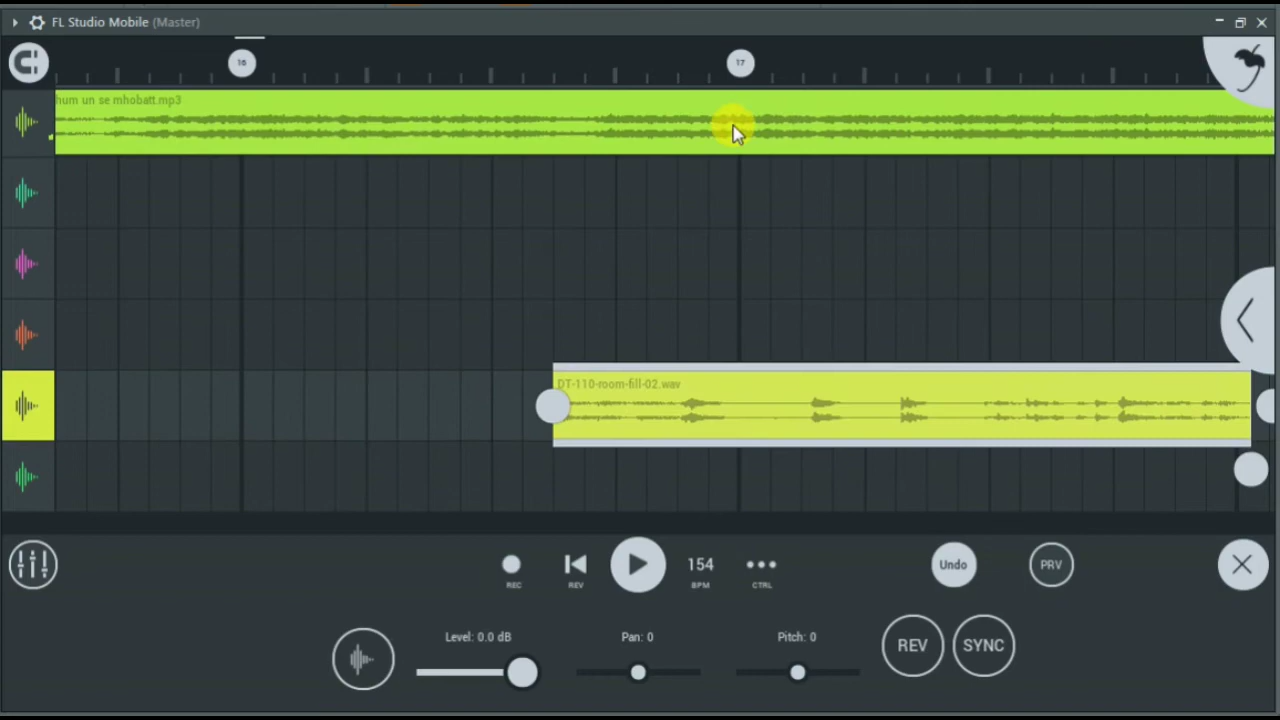 FL Studio Mobile (Master)
16
17
hum un se mhobatt.mp3
DT-110-room-fill-02.wav
154
Undo
PRV
REC
REV
BPM
CTRL
Level: 0.0 dB
Pan: 0
Pitch: 0
REV
SYNC